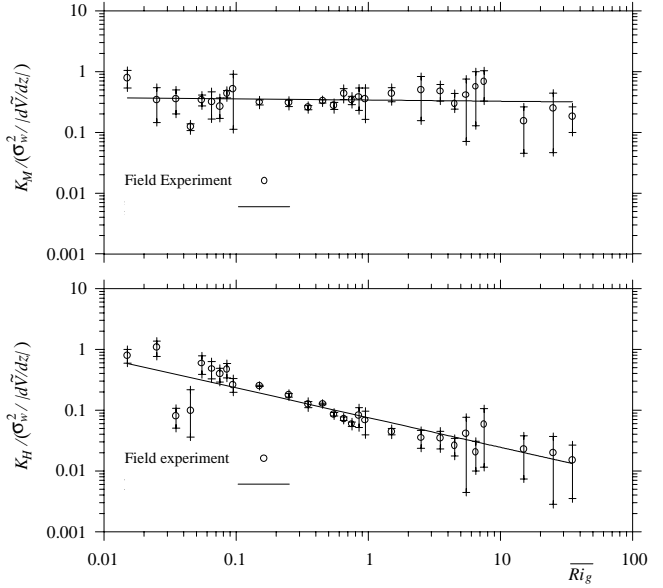 10
1
0.1
0.01
0.001
K_M/(σ_w^2/|dṼ/dz|)
Field Experiment
10
1
0.1
0.01
0.001
K_H/(σ_w^2/|dṼ/dz|)
Field experiment
0.01 0.1 1 10 100
Ri_g